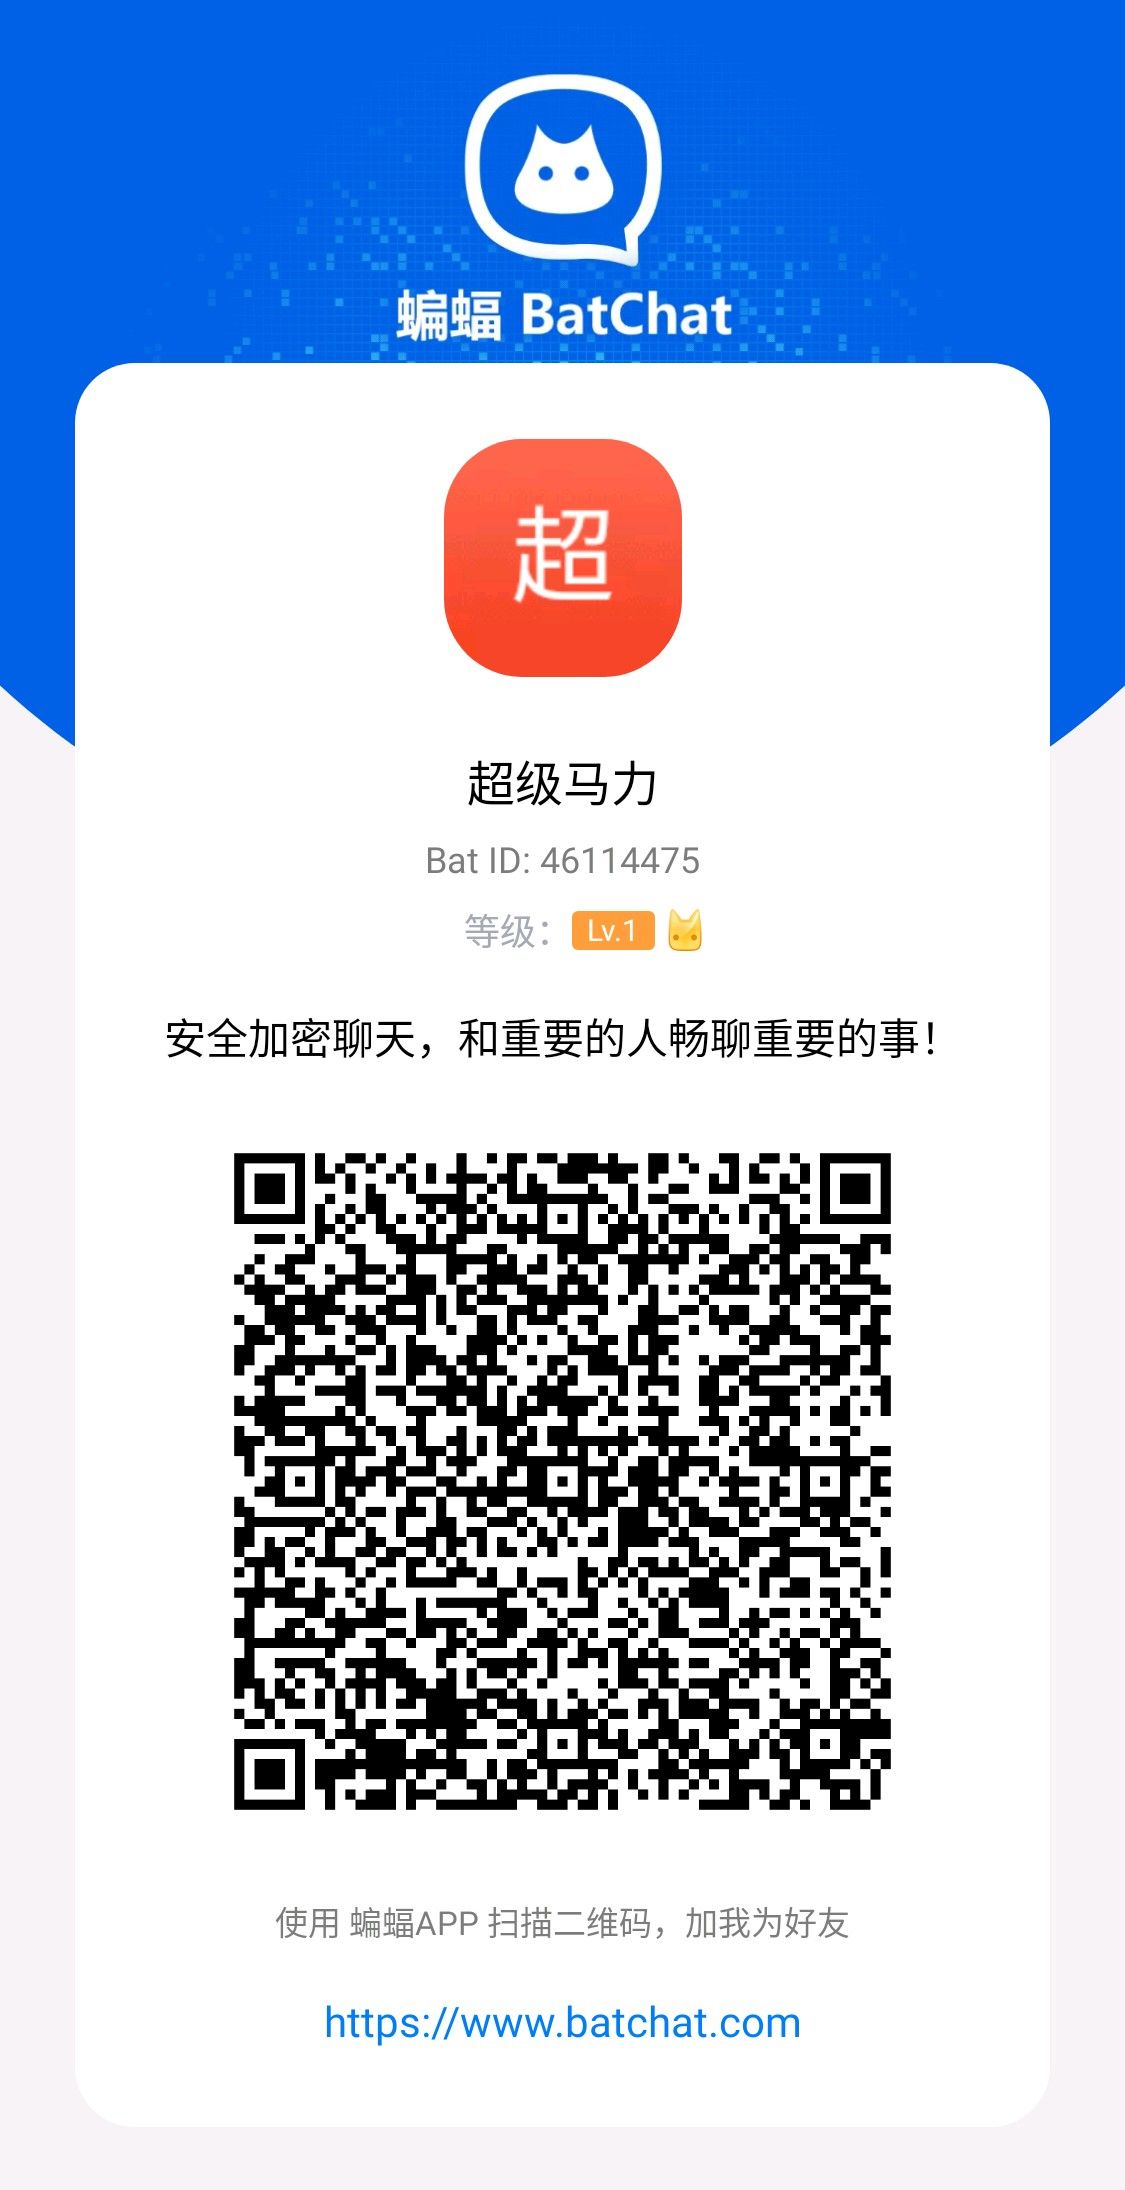 蝙蝠 BatChat
超
超级马力
Bat ID: 46114475
等级： Lv.1
安全加密聊天，和重要的人畅聊重要的事！
使用 蝙蝠APP 扫描二维码，加我为好友
https://www.batchat.com